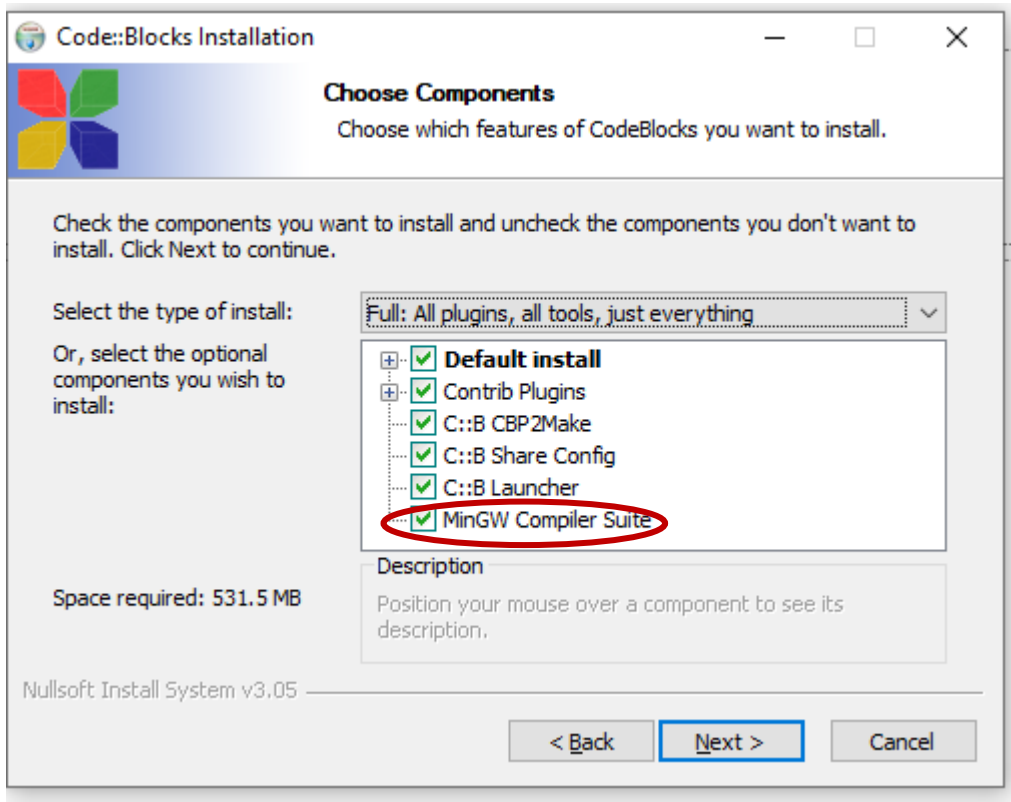 Code::Blocks Installation
Choose Components
Choose which features of CodeBlocks you want to install.
Check the components you want to install and uncheck the components you don't want to
install. Click Next to continue.
Select the type of install:
Full: All plugins, all tools, just everything
Or, select the optional
components you wish to
install:
Default install
Contrib Plugins
C::B CBP2Make
C::B Share Config
C::B Launcher
MinGW Compiler Suite
Space required: 531.5 MB
Description
Position your mouse over a component to see its
description.
Nullsoft Install System v3.05
< Back
Next >
Cancel